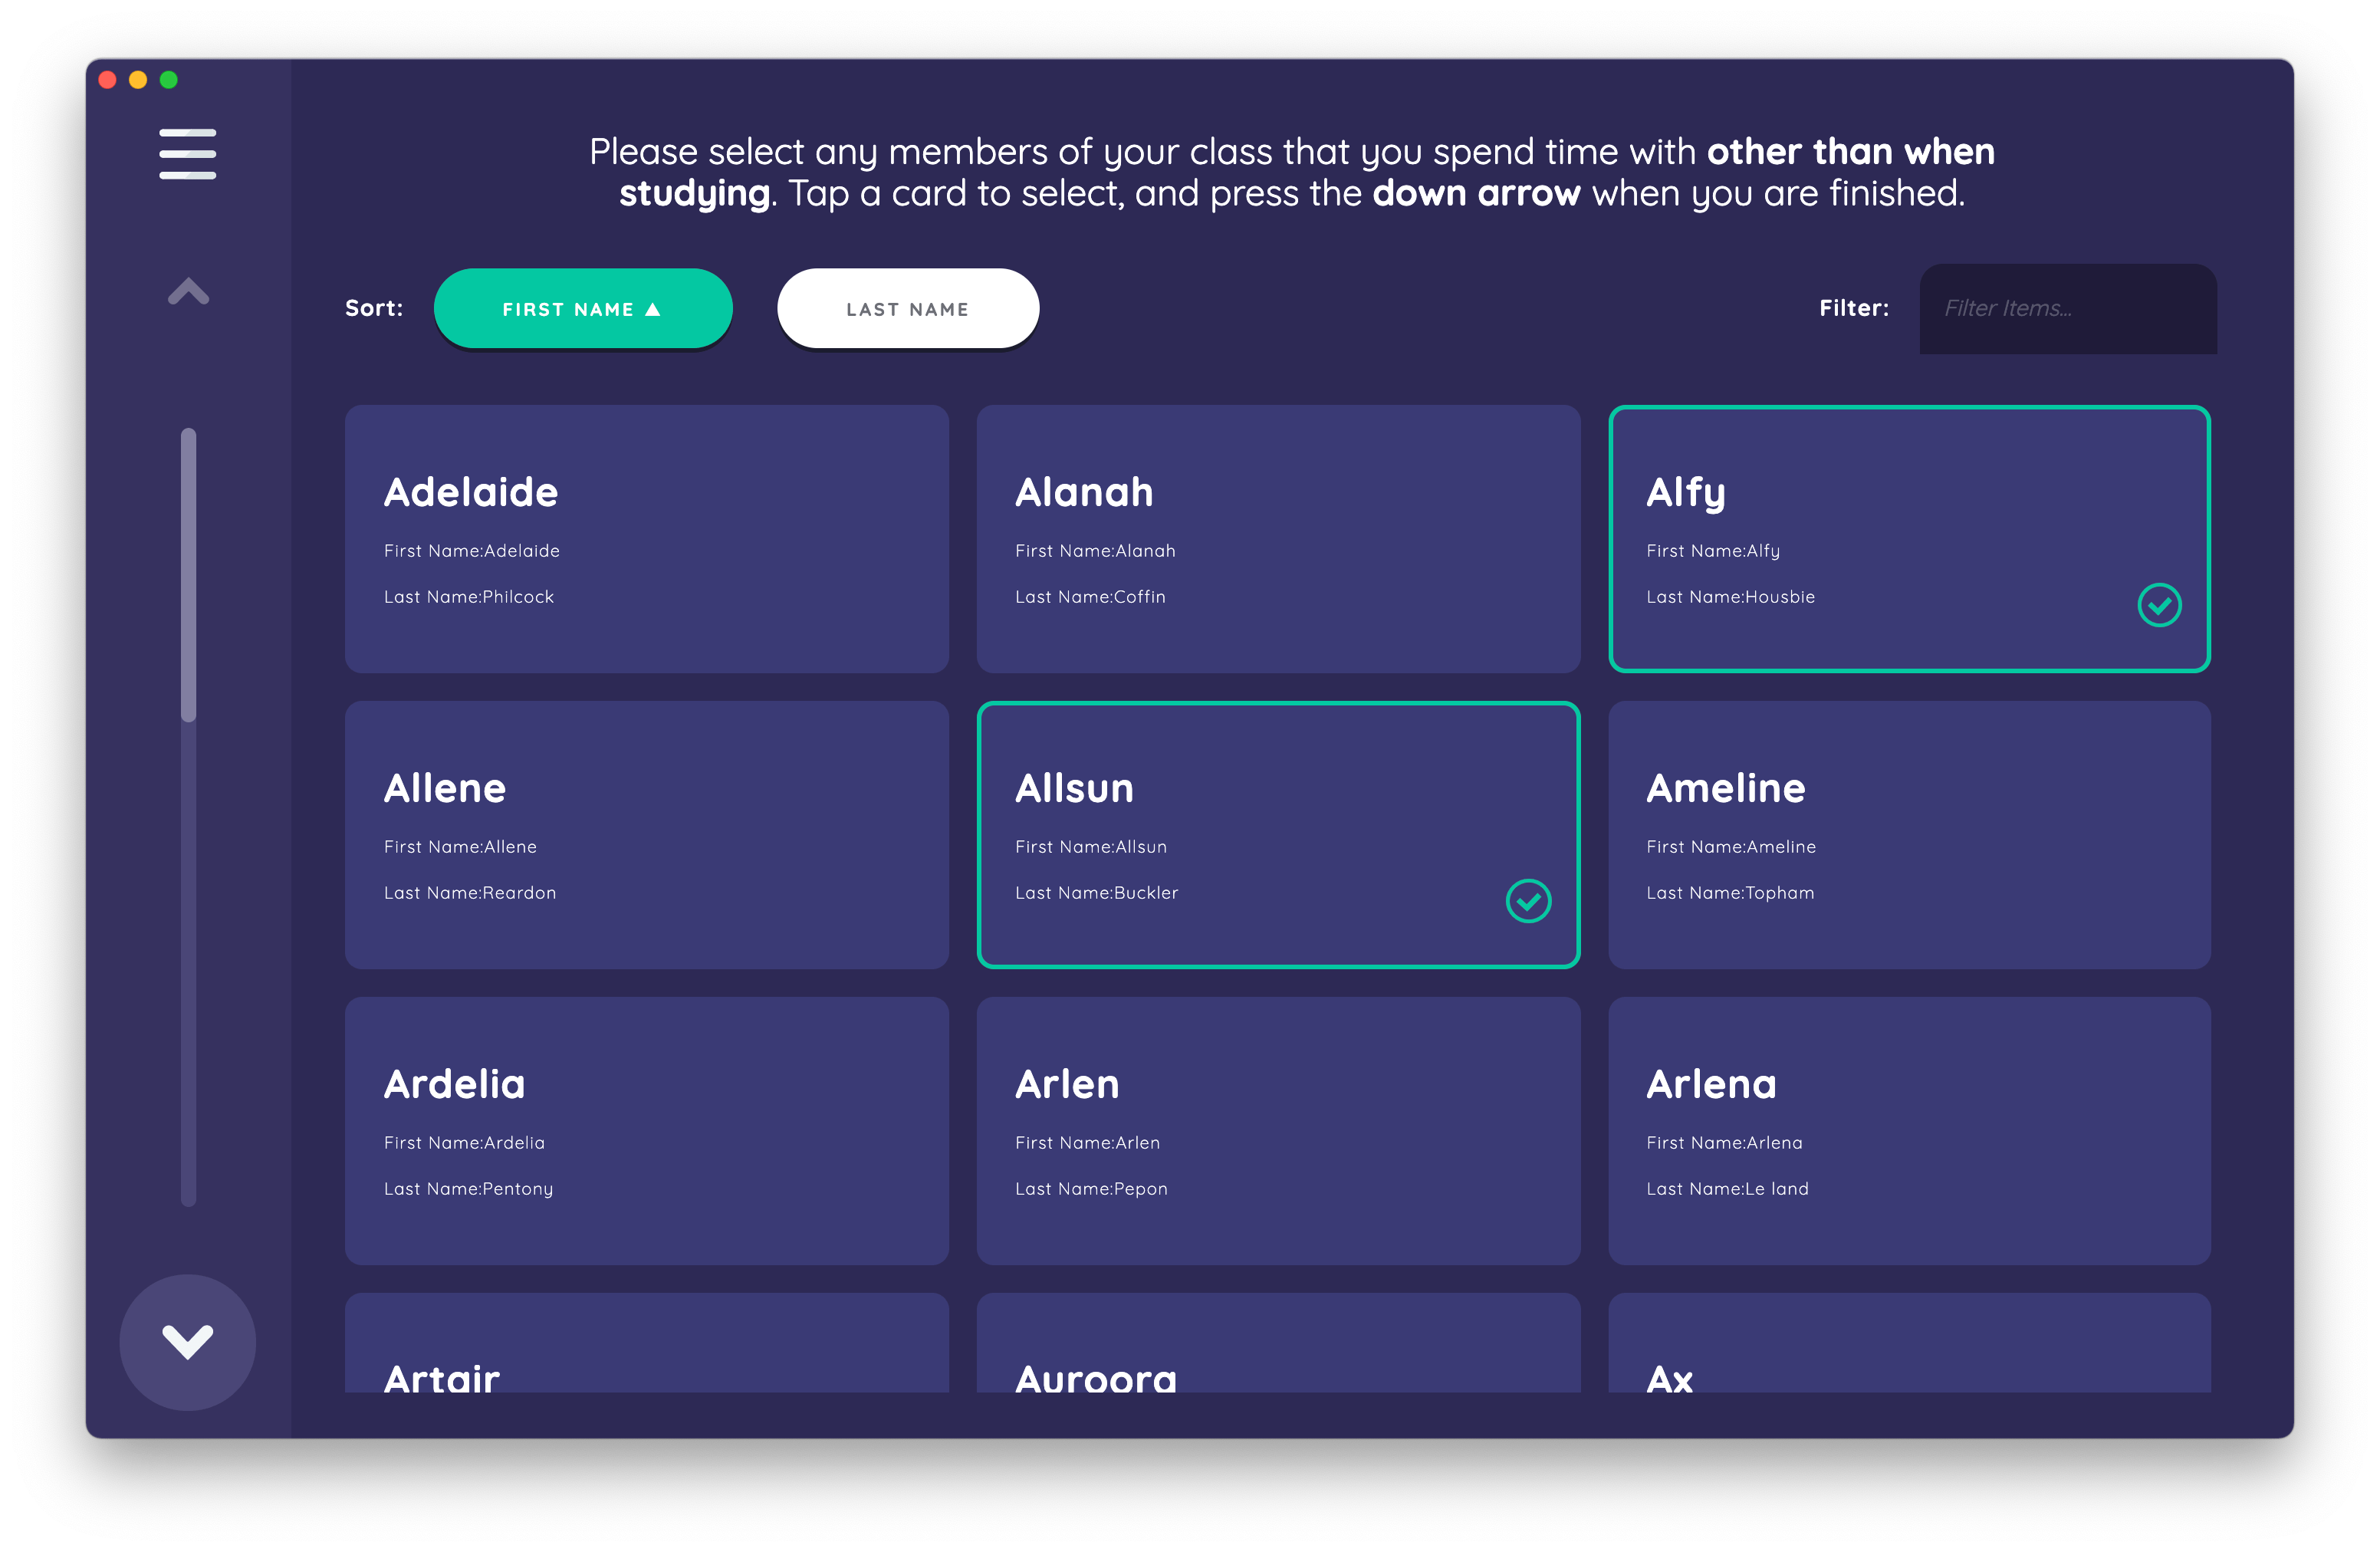 Please select any members of your class that you spend time with other than when
studying. Tap a card to select, and press the down arrow when you are finished.
Sort: FIRST NAME ▲ LAST NAME Filter: Filter Items...
Adelaide
First Name:Adelaide
Last Name:Philcock
Alanah
First Name:Alanah
Last Name:Coffin
Alfy
First Name:Alfy
Last Name:Housbie
Allene
First Name:Allene
Last Name:Reardon
Allsun
First Name:Allsun
Last Name:Buckler
Ameline
First Name:Ameline
Last Name:Topham
Ardelia
First Name:Ardelia
Last Name:Pentony
Arlen
First Name:Arlen
Last Name:Pepon
Arlena
First Name:Arlena
Last Name:Le land
Artair
Auroora
Ax